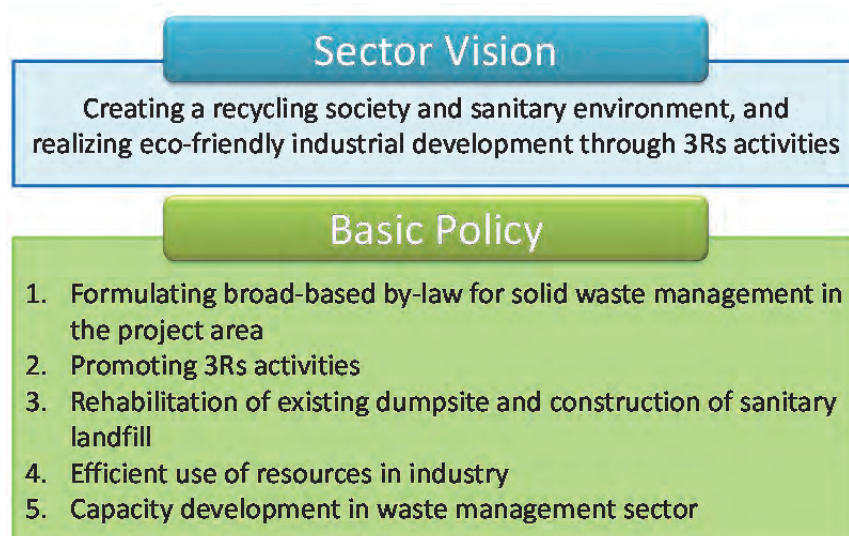 Sector Vision
Creating a recycling society and sanitary environment, and
realizing eco-friendly industrial development through 3Rs activities
Basic Policy
1. Formulating broad-based by-law for solid waste management in
the project area
2. Promoting 3Rs activities
3. Rehabilitation of existing dumpsite and construction of sanitary
landfill
4. Efficient use of resources in industry
5. Capacity development in waste management sector